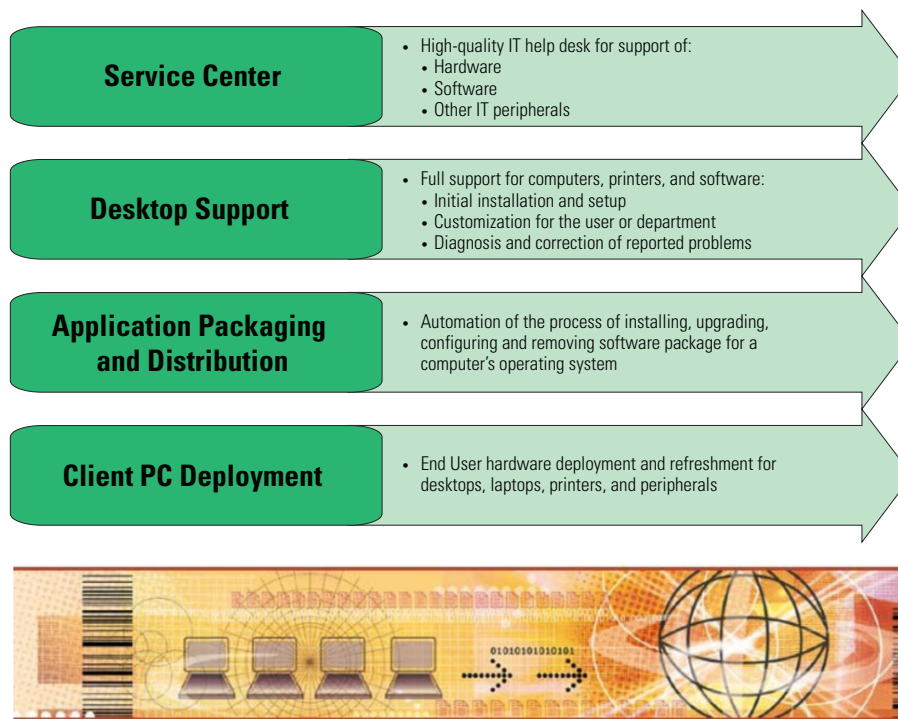 Service Center
• High-quality IT help desk for support of:
• Hardware
• Software
• Other IT peripherals
Desktop Support
• Full support for computers, printers, and software:
• Initial installation and setup
• Customization for the user or department
• Diagnosis and correction of reported problems
Application Packaging
and Distribution
• Automation of the process of installing, upgrading,
configuring and removing software package for a
computer's operating system
Client PC Deployment
• End User hardware deployment and refreshment for
desktops, laptops, printers, and peripherals
01010101010101